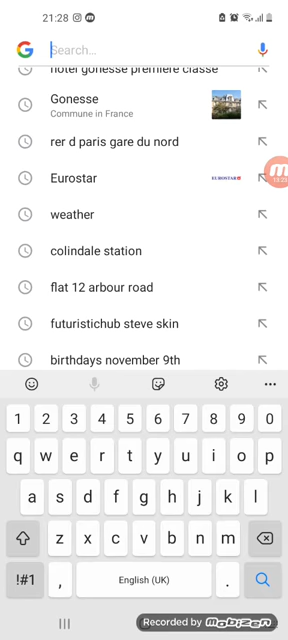 21:28
Search...
hotel gonesse premiere classe
Gonesse
Commune in France
rer d paris gare du nord
Eurostar
EUROSTAR
weather
colindale station
flat 12 arbour road
futuristichub steve skin
birthdays november 9th
1 2 3 4 5 6 7 8 9 0
q w e r t y u i o p
a s d f g h j k l
z x c v b n m
!#1 , English (UK) .
Recorded by mobizen